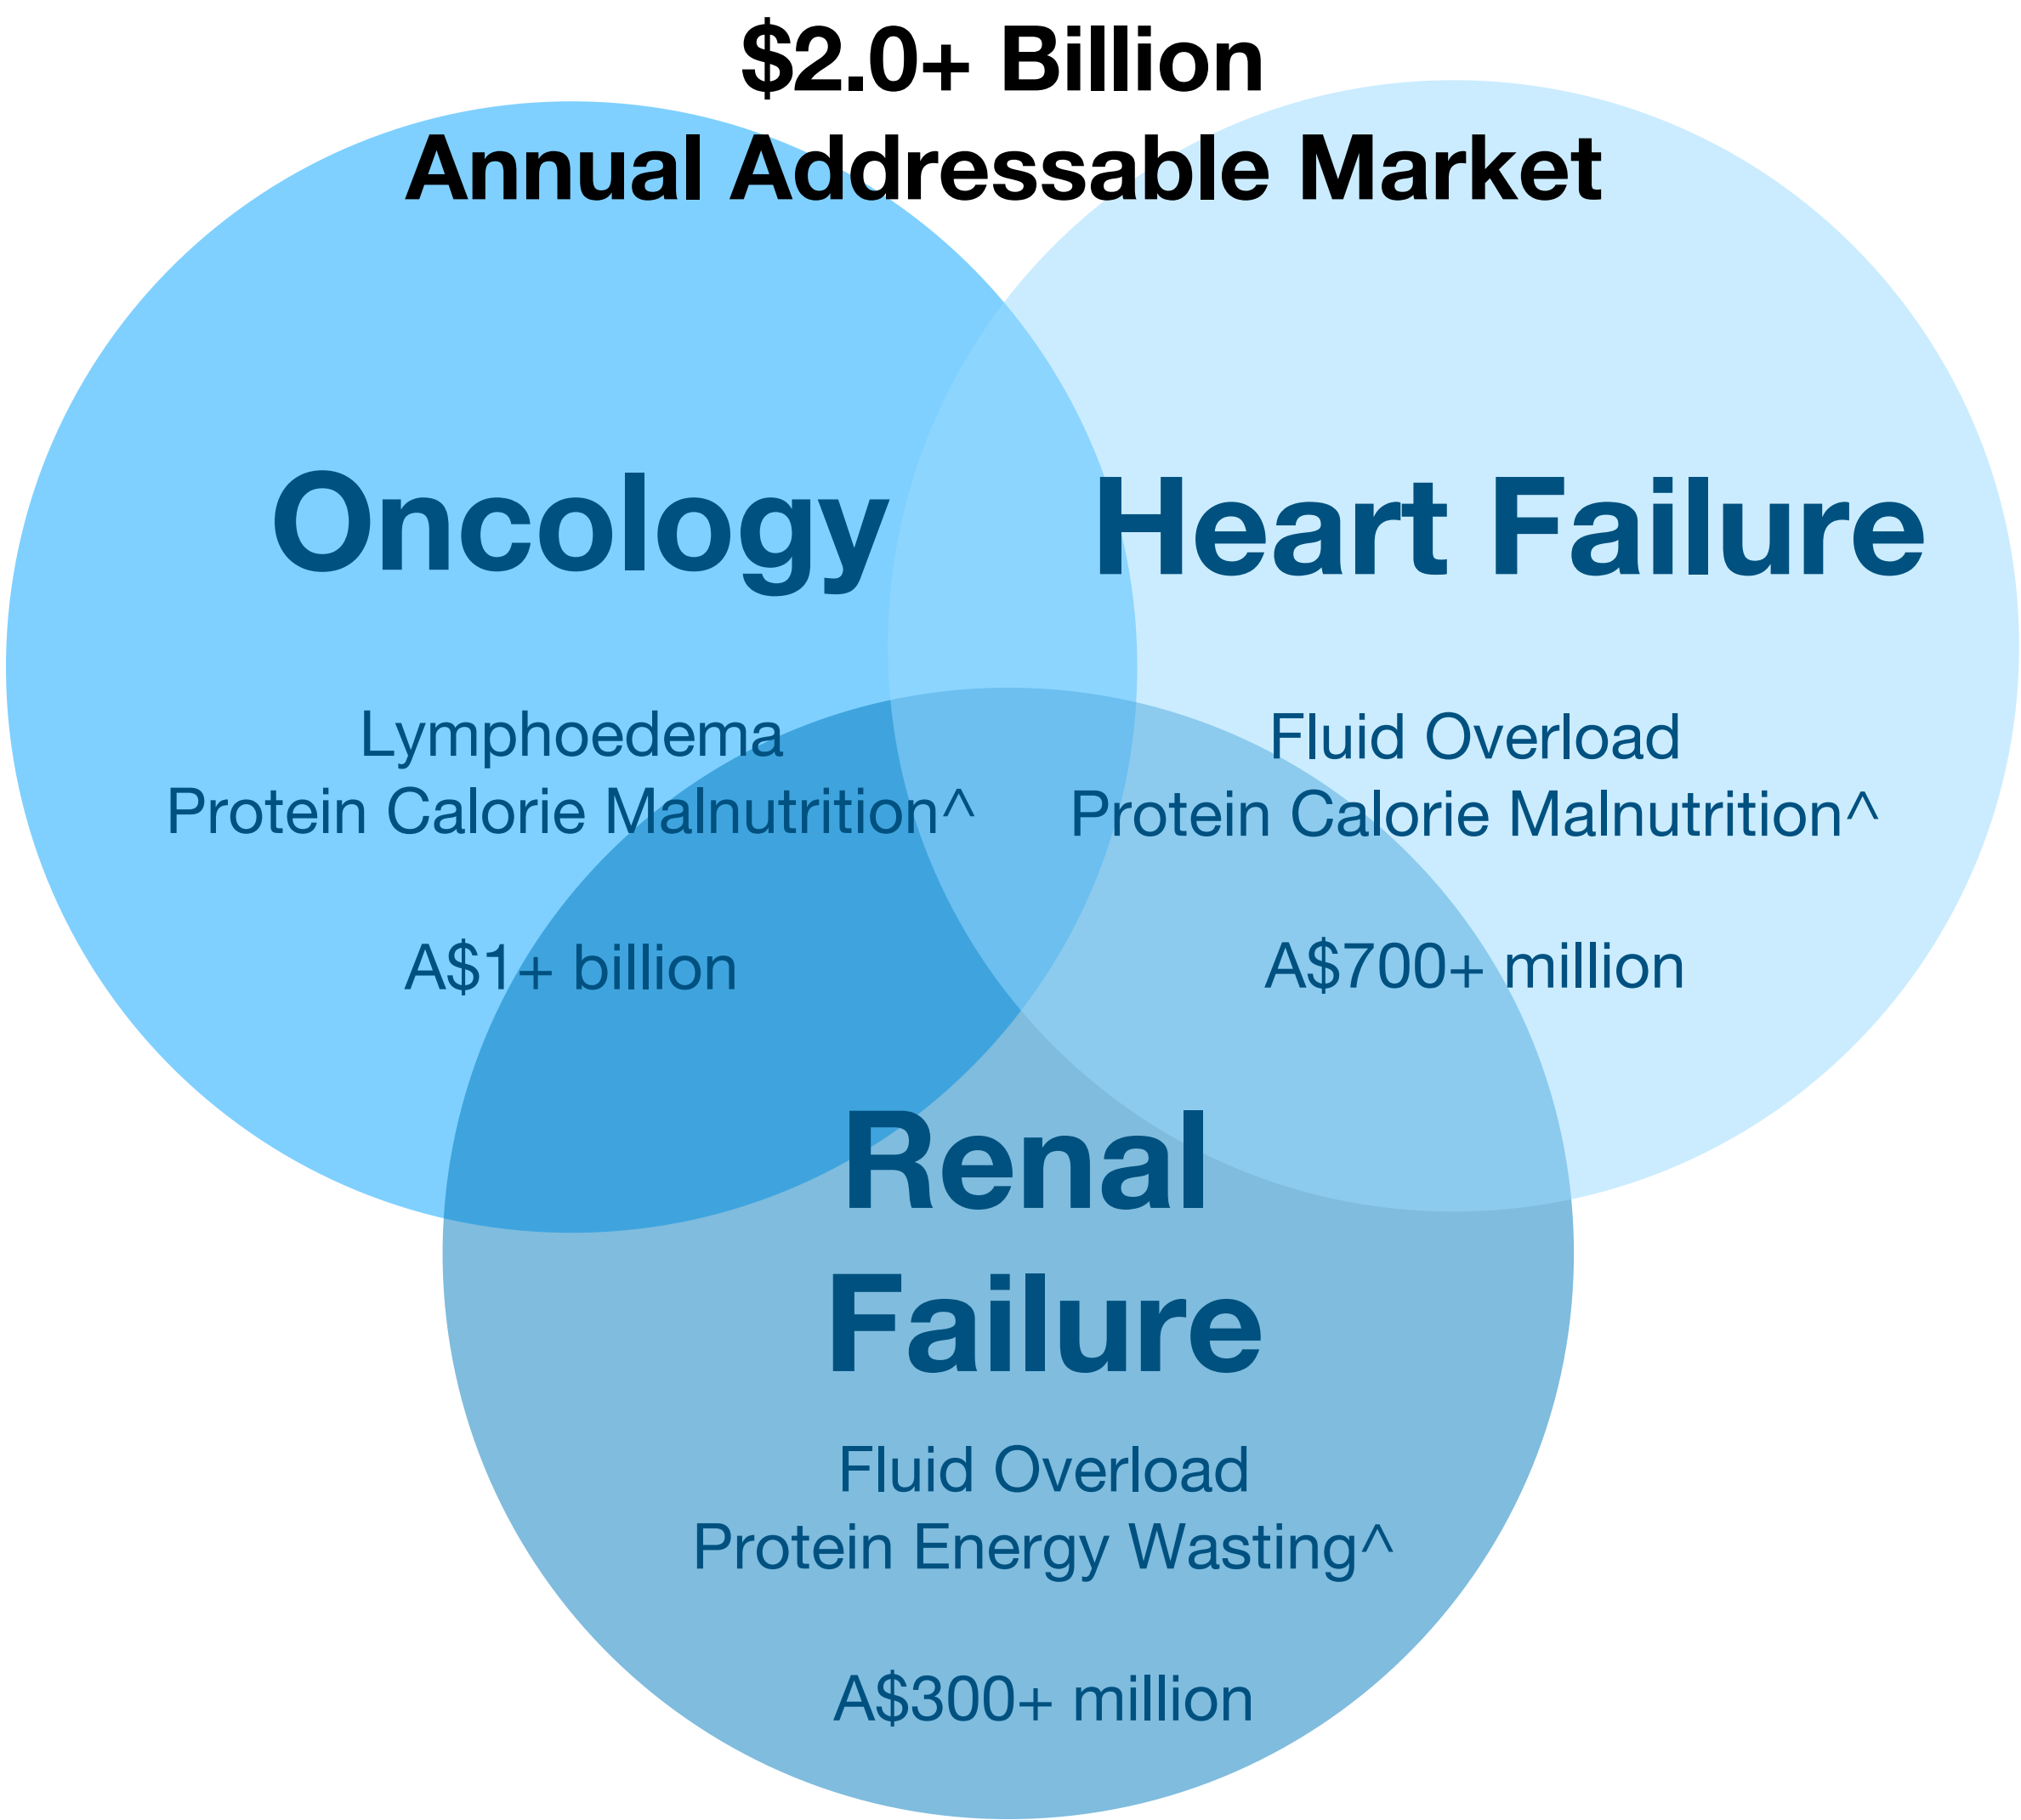 $2.0+ Billion
Annual Addressable Market
Oncology
Lymphoedema
Protein Calorie Malnutrition^
A$1+ billion
Heart Failure
Fluid Overload
Protein Calorie Malnutrition^
A$700+ million
Renal
Failure
Fluid Overload
Protein Energy Wasting^
A$300+ million